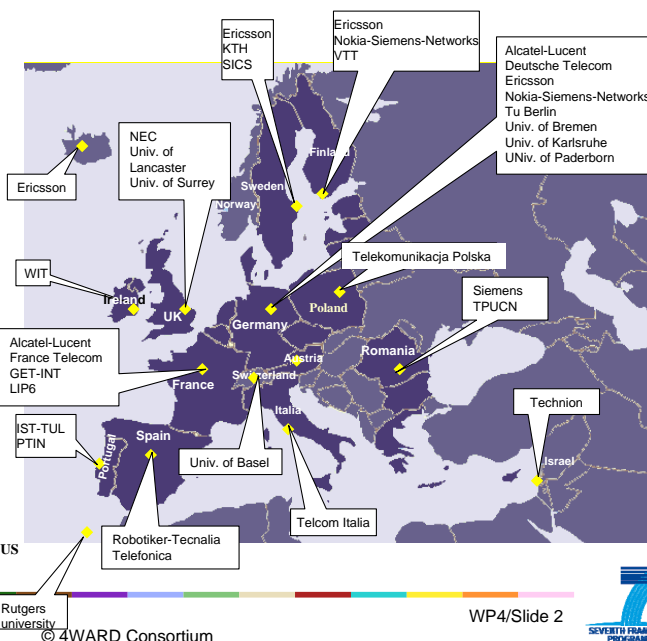 Ericsson
KTH
SICS
Ericsson
Nokia-Siemens-Networks
VTT
Alcatel-Lucent
Deutsche Telecom
Ericsson
Nokia-Siemens-Networks
Tu Berlin
Univ. of Bremen
Univ. of Karlsruhe
UNiv. of Paderborn
NEC
Univ. of
Lancaster
Univ. of Surrey
Ericsson
Finland
Sweden
Norway
WIT
Ireland
UK
Telekomunikacja Polska
Poland
Germany
Siemens
TPUCN
Romania
Austria
Switzerland
Alcatel-Lucent
France Telecom
GET-INT
LIP6
France
Italia
IST-TUL
PTIN
Portugal
Spain
Univ. of Basel
Technion
Israel
Robotiker-Tecnalia
Telefonica
Telcom Italia
US
Rutgers
university
© 4WARD Consortium
WP4/Slide 2
SEVENTH FRA
PROGRAM